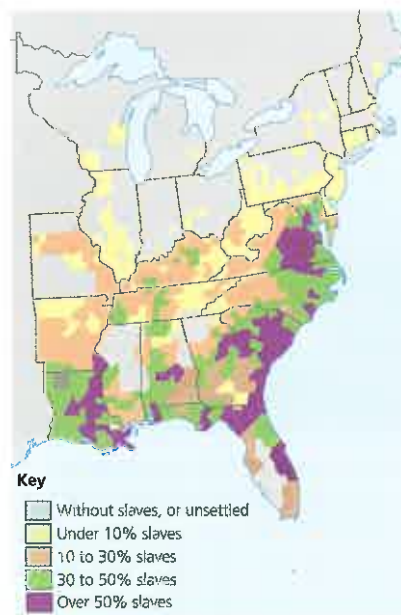 Key
Without slaves, or unsettled
Under 10% slaves
10 to 30% slaves
30 to 50% slaves
Over 50% slaves